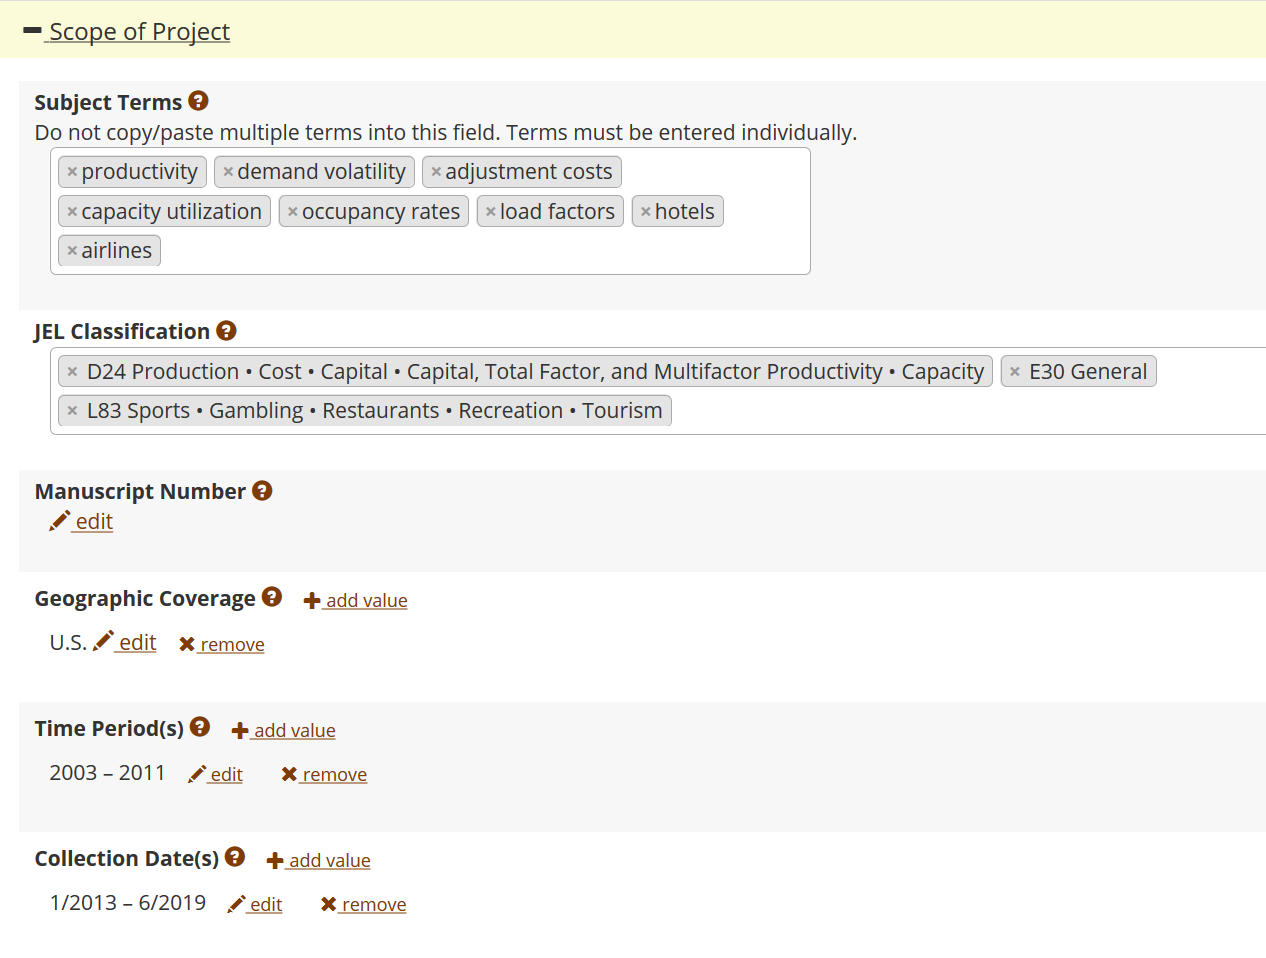 Scope of Project
Subject Terms ?
Do not copy/paste multiple terms into this field. Terms must be entered individually.
× productivity × demand volatility × adjustment costs
× capacity utilization × occupancy rates × load factors × hotels
× airlines
JEL Classification ?
× D24 Production • Cost • Capital • Capital, Total Factor, and Multifactor Productivity • Capacity × E30 General
× L83 Sports • Gambling • Restaurants • Recreation • Tourism
Manuscript Number ?
edit
Geographic Coverage ? add value
U.S. edit remove
Time Period(s) ? add value
2003 – 2011 edit remove
Collection Date(s) ? add value
1/2013 – 6/2019 edit remove